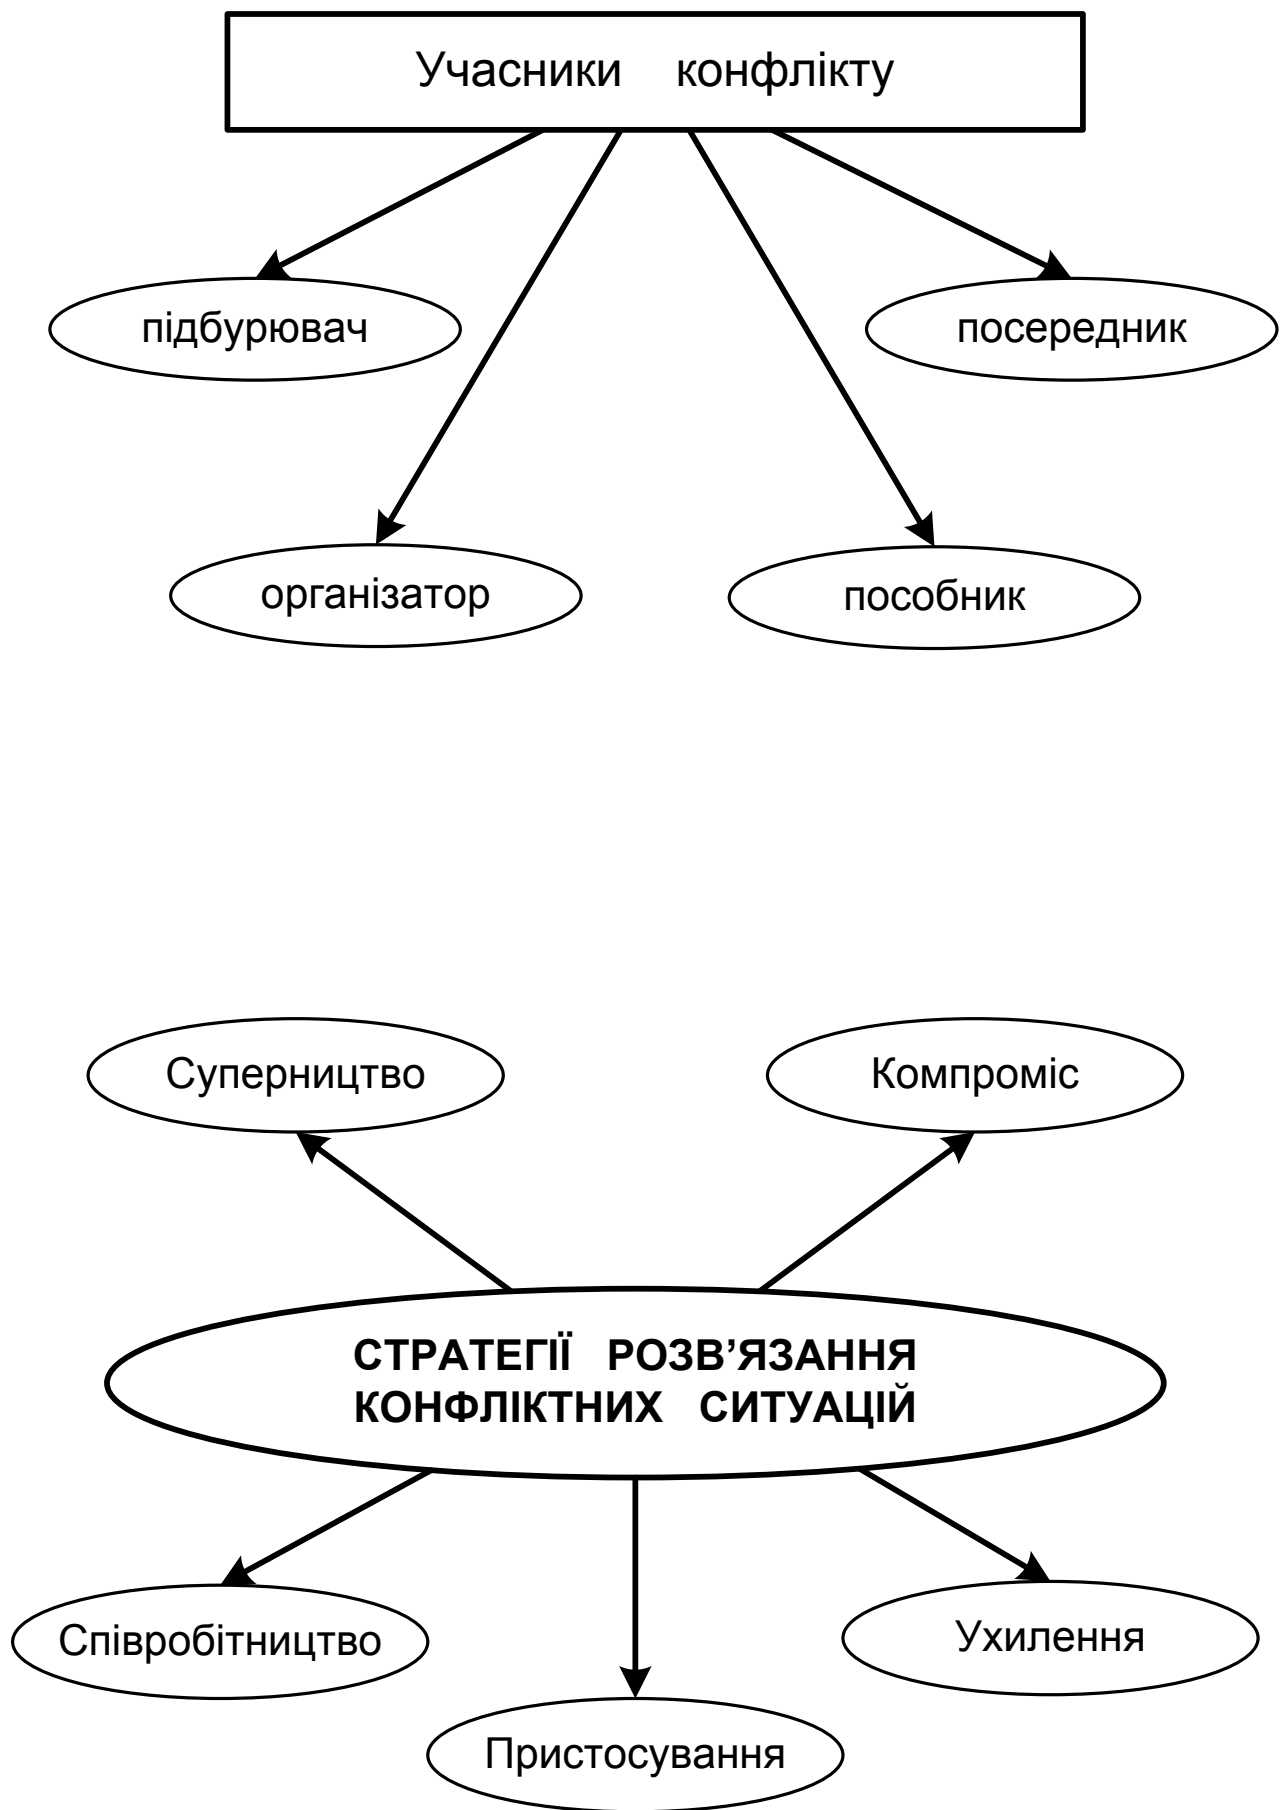 Учасники конфлікту
підбурювач
посередник
організатор
пособник
Суперництво
Компроміс
СТРАТЕГІЇ РОЗВ’ЯЗАННЯ
КОНФЛІКТНИХ СИТУАЦІЙ
Співробітництво
Ухилення
Пристосування